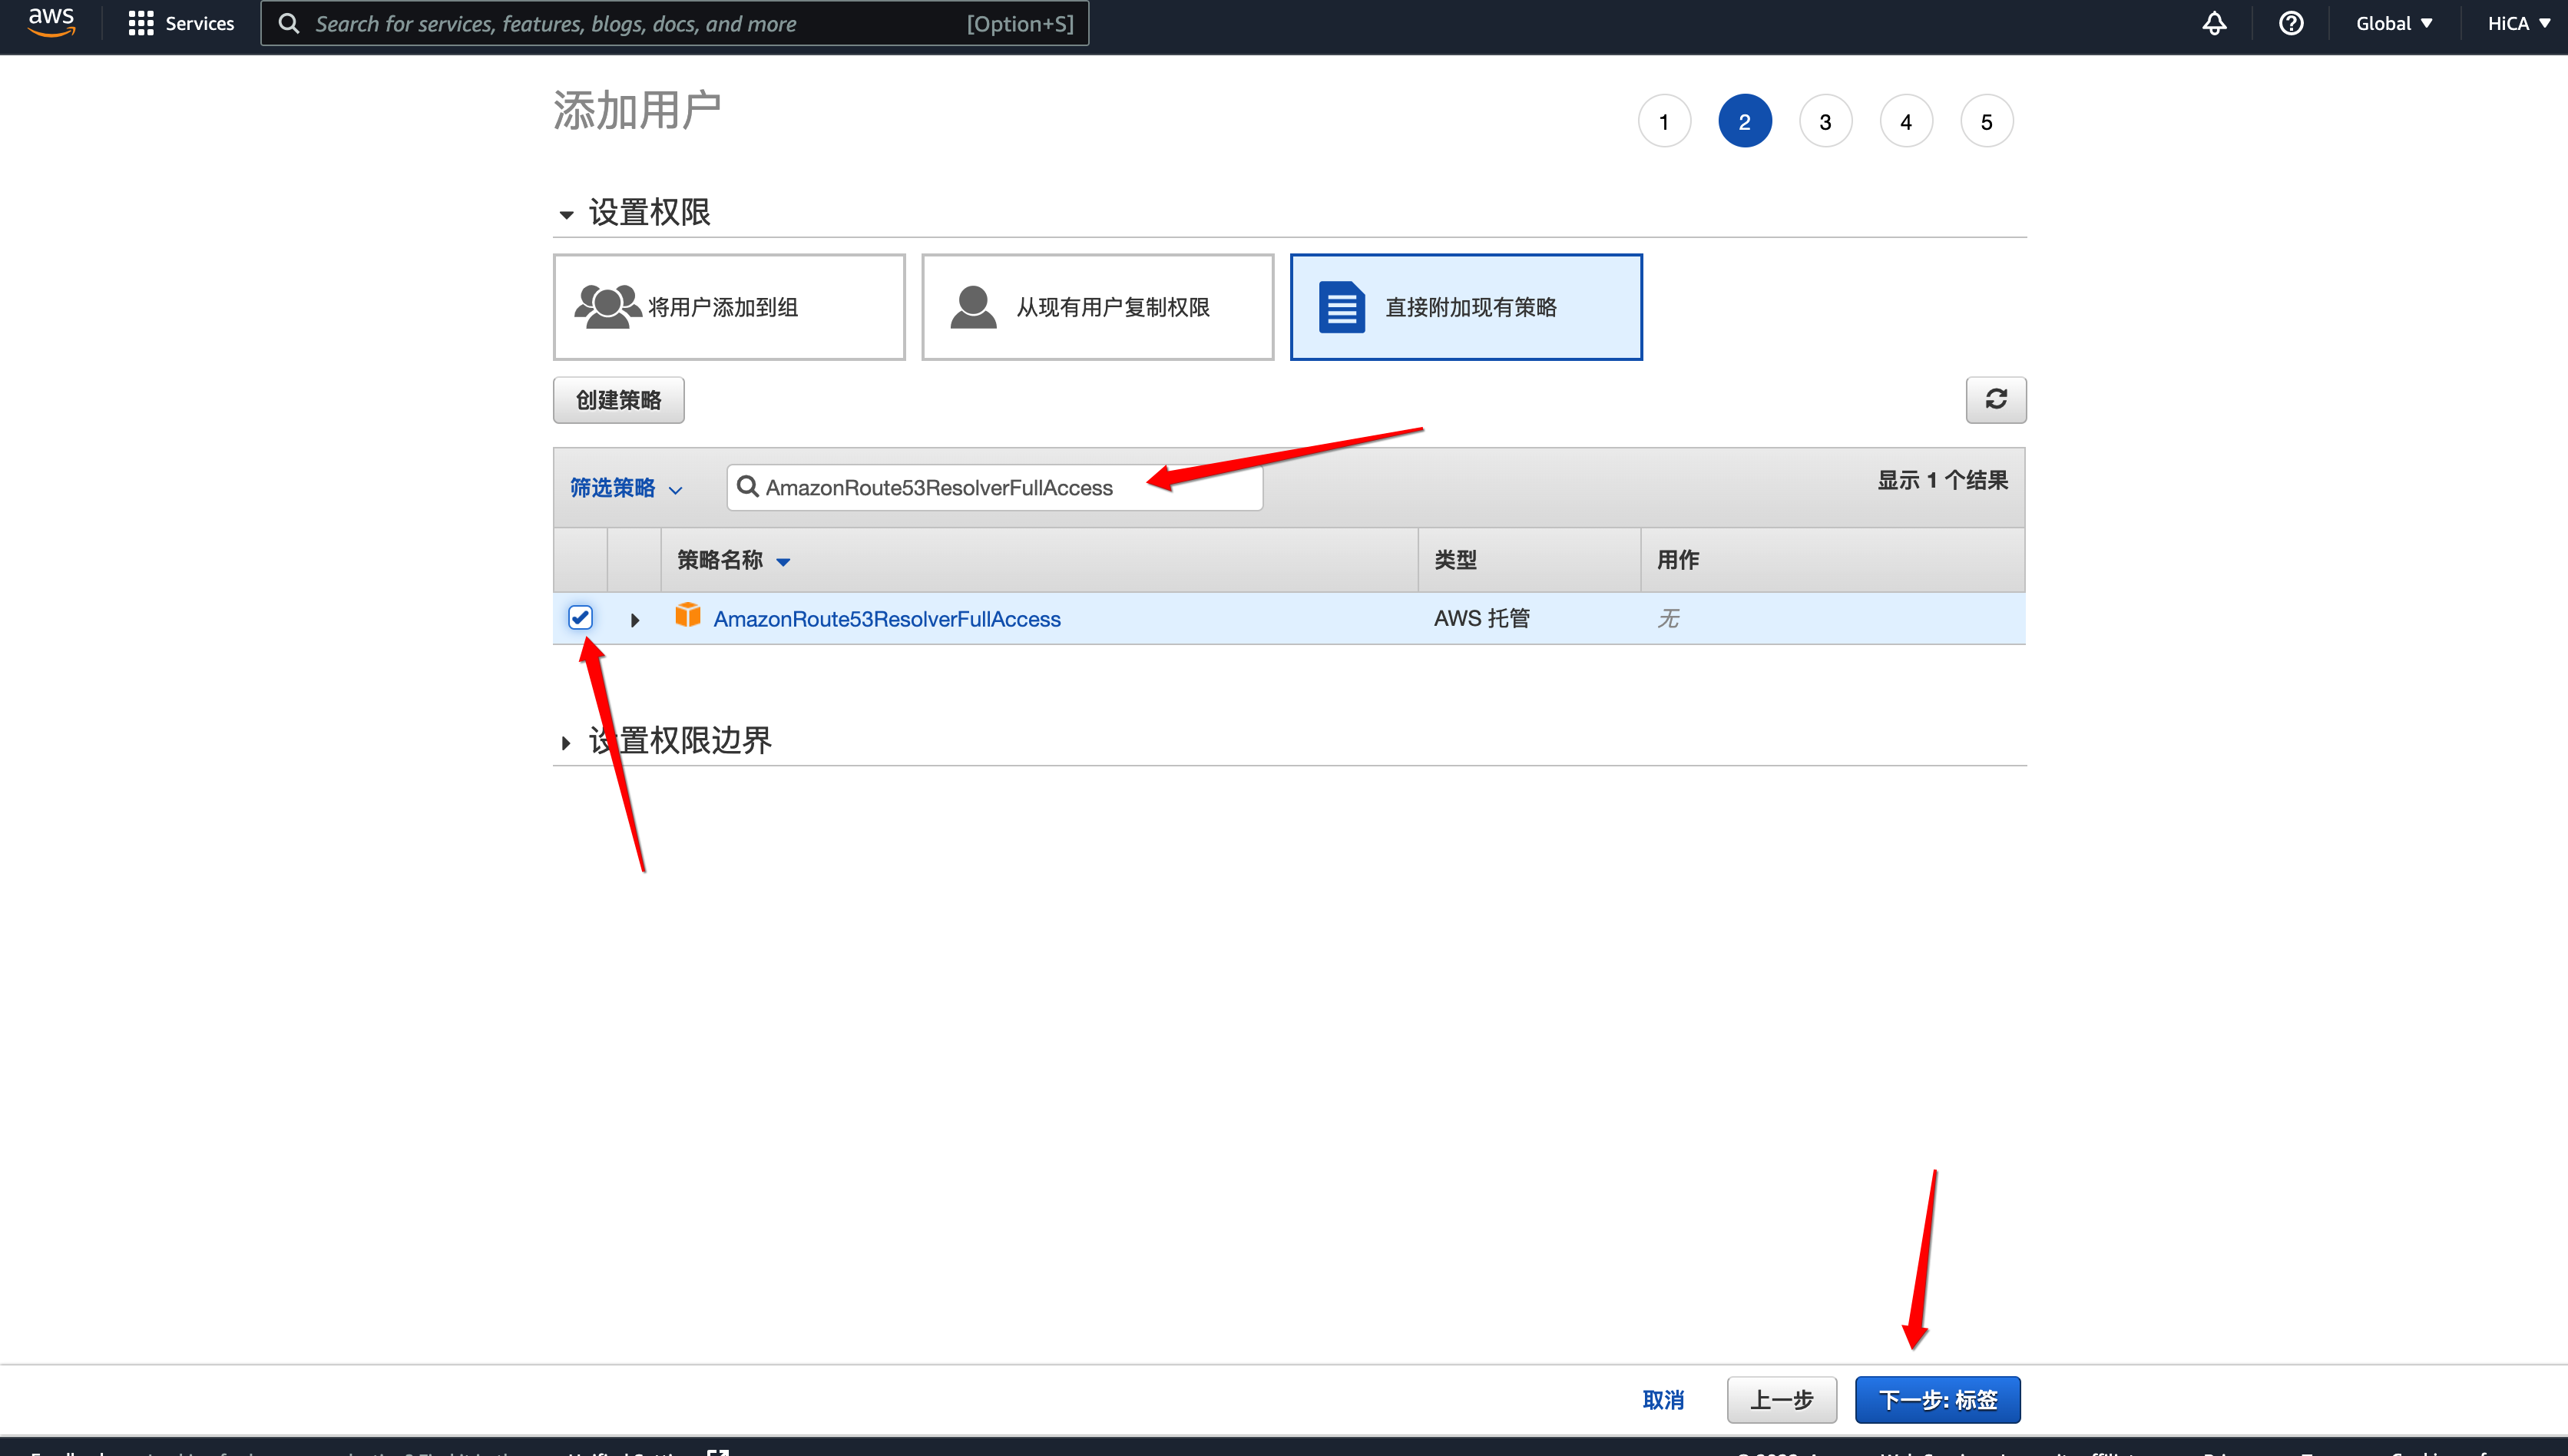 aws
Services
Search for services, features, blogs, docs, and more
[Option+S]
Global
HiCA
添加用户
1 2 3 4 5
设置权限
将用户添加到组
从现有用户复制权限
直接附加现有策略
创建策略
筛选策略
AmazonRoute53ResolverFullAccess
显示 1 个结果
策略名称
类型
用作
AmazonRoute53ResolverFullAccess
AWS 托管
无
设置权限边界
取消
上一步
下一步: 标签